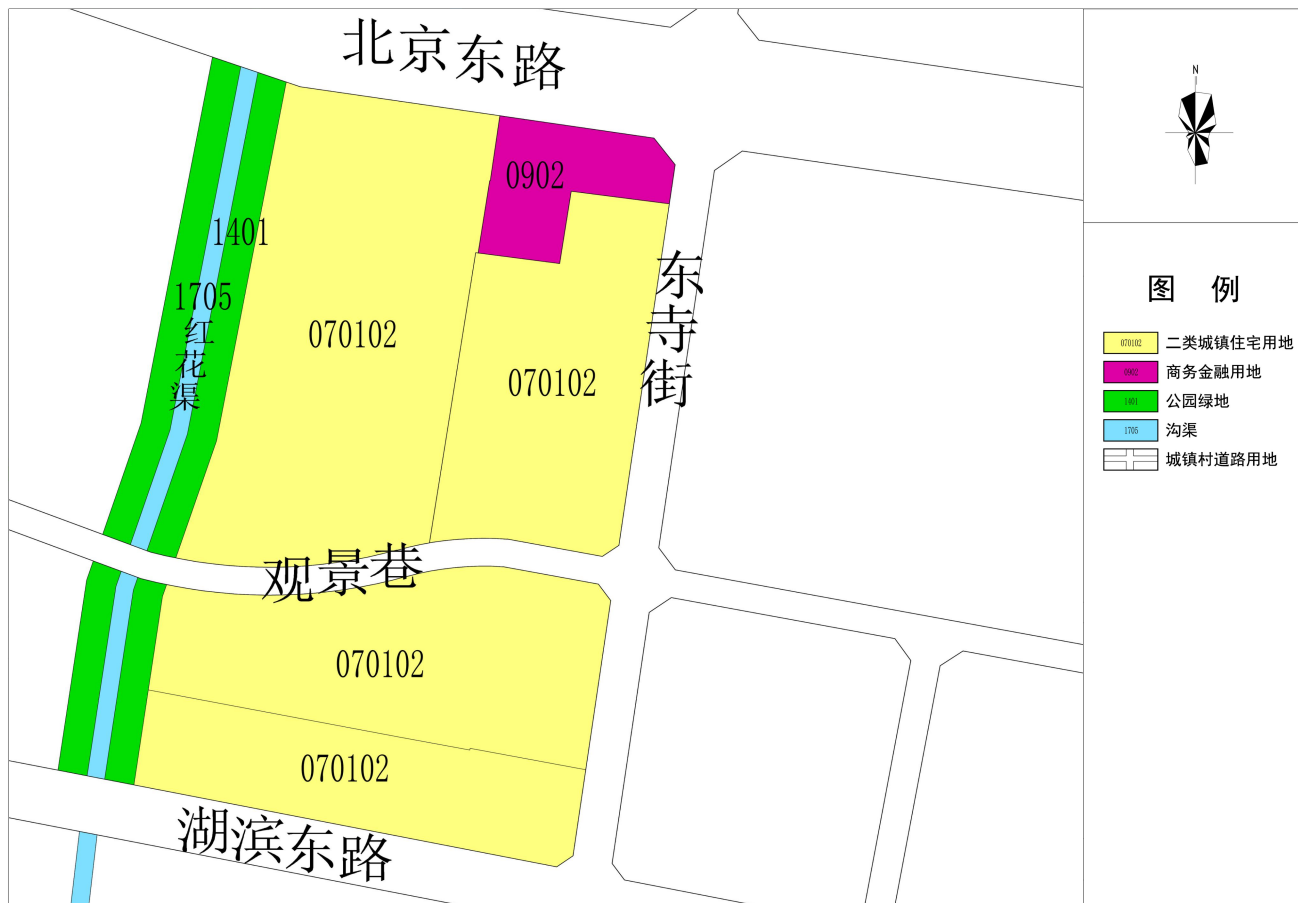 北京东路
N
0902
1401
1705
红花渠
070102
070102
东寺街
观景巷
070102
070102
湖滨东路
图 例
070102 二类城镇住宅用地
0902 商务金融用地
1401 公园绿地
1705 沟渠
城镇村道路用地